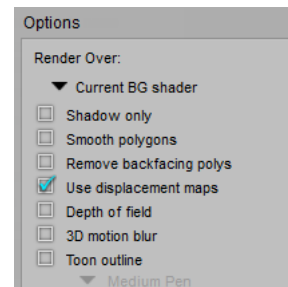 Options
Render Over:
Current BG shader
Shadow only
Smooth polygons
Remove backfacing polys
Use displacement maps
Depth of field
3D motion blur
Toon outline
Medium Pen